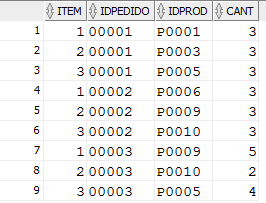 ITEM IDPEDIDO IDPROD CANT
1 1 00001 P0001 3
2 2 00001 P0003 3
3 3 00001 P0005 3
4 1 00002 P0006 3
5 2 00002 P0009 3
6 3 00002 P0010 3
7 1 00003 P0009 5
8 2 00003 P0010 2
9 3 00003 P0005 4